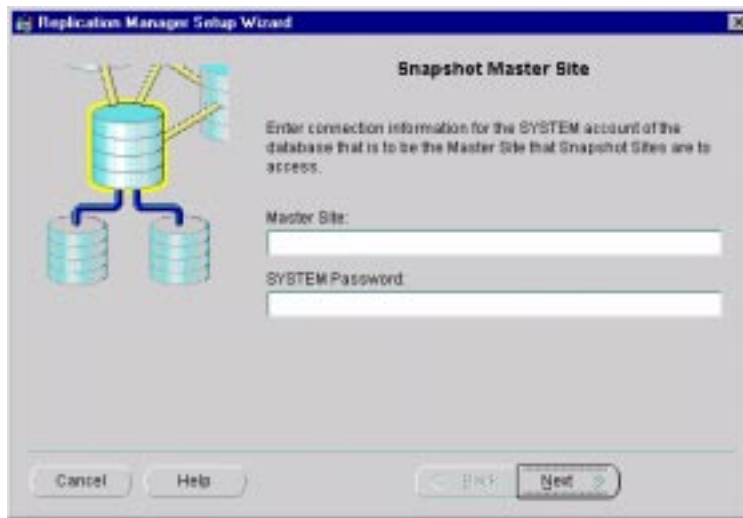 Replication Manager Setup Wizard
Snapshot Master Site
Enter connection information for the SYSTEM account of the
database that is to be the Master Site that Snapshot Sites are to
access.
Master Site:
SYSTEM Password:
Cancel
Help
Back
Next